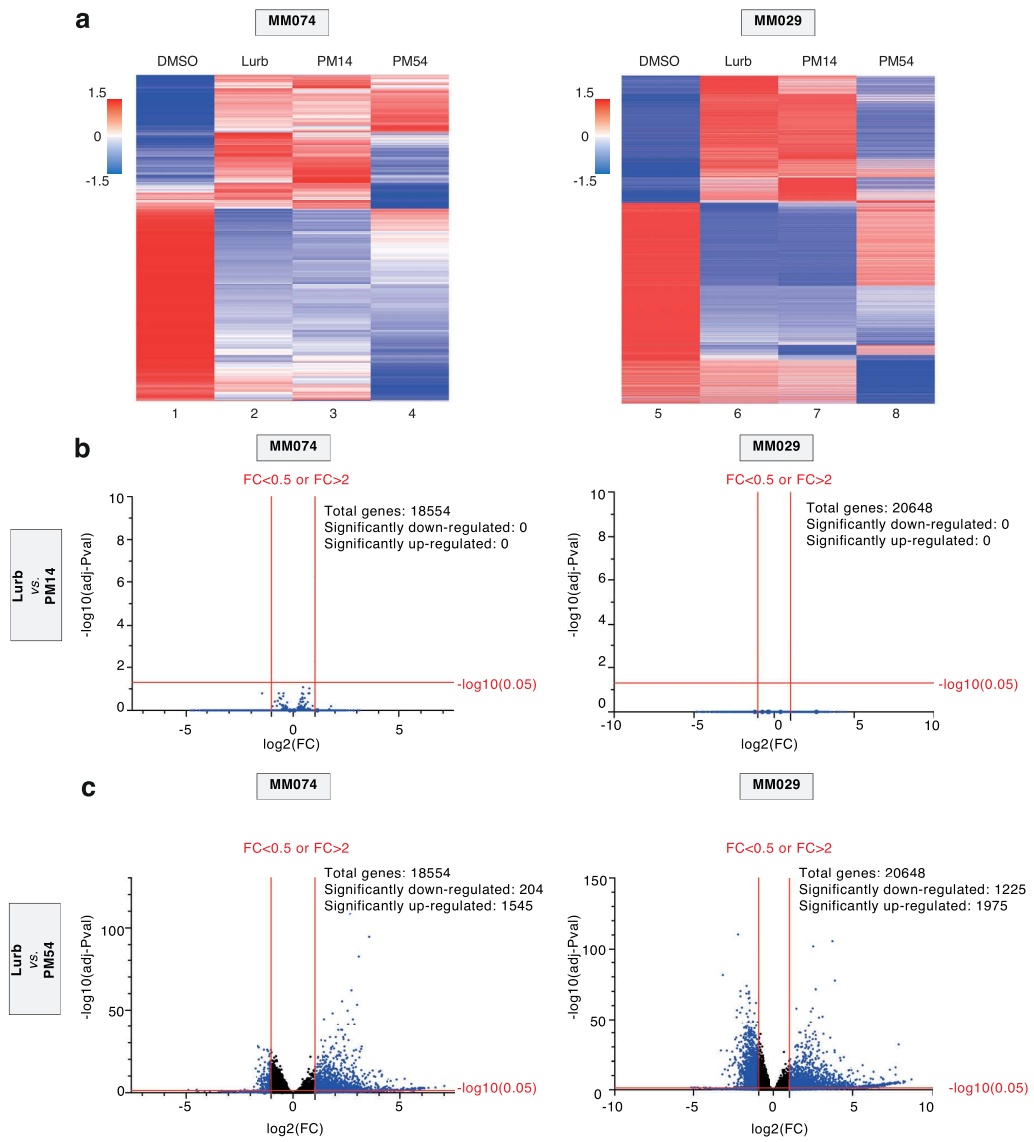 a
MM074
MM029
DMSO Lurb PM14 PM54
DMSO Lurb PM14 PM54
1.5
0
-1.5
1.5
0
-1.5
1 2 3 4
5 6 7 8
b
MM074
MM029
Lurb
vs.
PM14
FC<0.5 or FC>2
Total genes: 18554
Significantly down-regulated: 0
Significantly up-regulated: 0
-log10(adj-Pval)
10
8
6
4
2
0
-log10(0.05)
-5 0 5
log2(FC)
FC<0.5 or FC>2
Total genes: 20648
Significantly down-regulated: 0
Significantly up-regulated: 0
-log10(adj-Pval)
10
8
6
4
2
0
-log10(0.05)
-10 -5 0 5 10
log2(FC)
c
MM074
MM029
Lurb
vs.
PM54
FC<0.5 or FC>2
Total genes: 18554
Significantly down-regulated: 204
Significantly up-regulated: 1545
-log10(adj-Pval)
100
50
0
-log10(0.05)
-5 0 5
log2(FC)
FC<0.5 or FC>2
Total genes: 20648
Significantly down-regulated: 1225
Significantly up-regulated: 1975
-log10(adj-Pval)
150
100
50
0
-log10(0.05)
-10 -5 0 5 10
log2(FC)